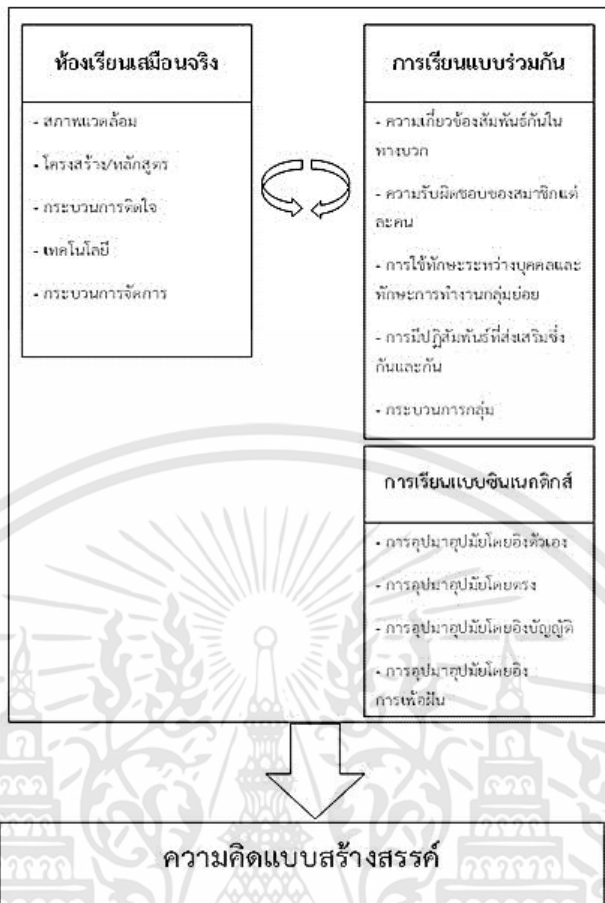 ห้องเรียนเสมือนจริง
- สภาพแวดล้อม
- โครงสร้าง/หลักสูตร
- กระบวนการคิดใจ
- เทคโนโลยี
- กระบวนการจัดการ
การเรียนแบบร่วมกัน
- ความเกี่ยวข้องสัมพันธ์กันใน
ทางบวก
- ความรับผิดชอบของสมาชิกแต่
ละคน
- การใช้ทักษะระหว่างบุคคลและ
ทักษะการทำงานกลุ่มย่อย
- การมีปฏิสัมพันธ์ที่ส่งเสริมซึ่ง
กันและกัน
- กระบวนการกลุ่ม
การเรียนแบบซินเนคติกส์
- การอุปมาอุปมัยโดยอิงตัวเอง
- การอุปมาอุปมัยโดยตรง
- การอุปมาอุปมัยโดยอิงบัญญัติ
- การอุปมาอุปมัยโดยอิง
การเพ้อฝัน
ความคิดแบบสร้างสรรค์